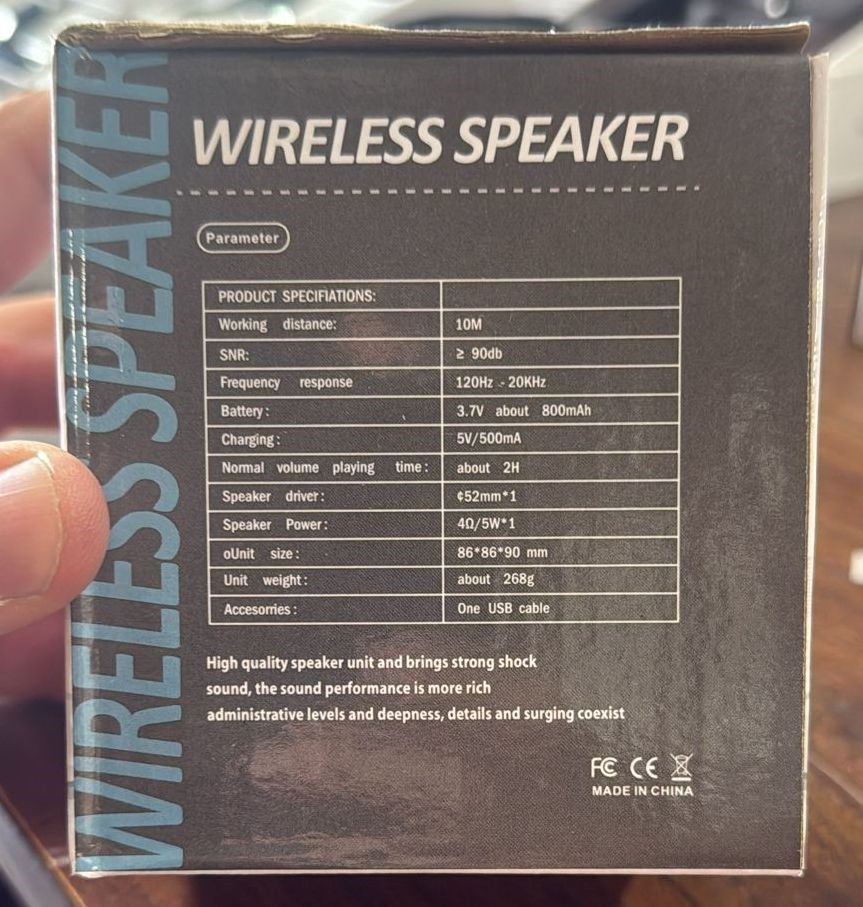 WIRELESS SPEAKER
WIRELESS SPEAKER
Parameter
PRODUCT SPECIFIATIONS:
Working distance: 10M
SNR: ≥ 90db
Frequency response 120Hz - 20KHz
Battery: 3.7V about 800mAh
Charging: 5V/500mA
Normal volume playing time: about 2H
Speaker driver: ¢52mm*1
Speaker Power: 4Ω/5W*1
oUnit size: 86*86*90 mm
Unit weight: about 268g
Accesorries: One USB cable
High quality speaker unit and brings strong shock
sound, the sound performance is more rich
administrative levels and deepness, details and surging coexist
FC CE
MADE IN CHINA